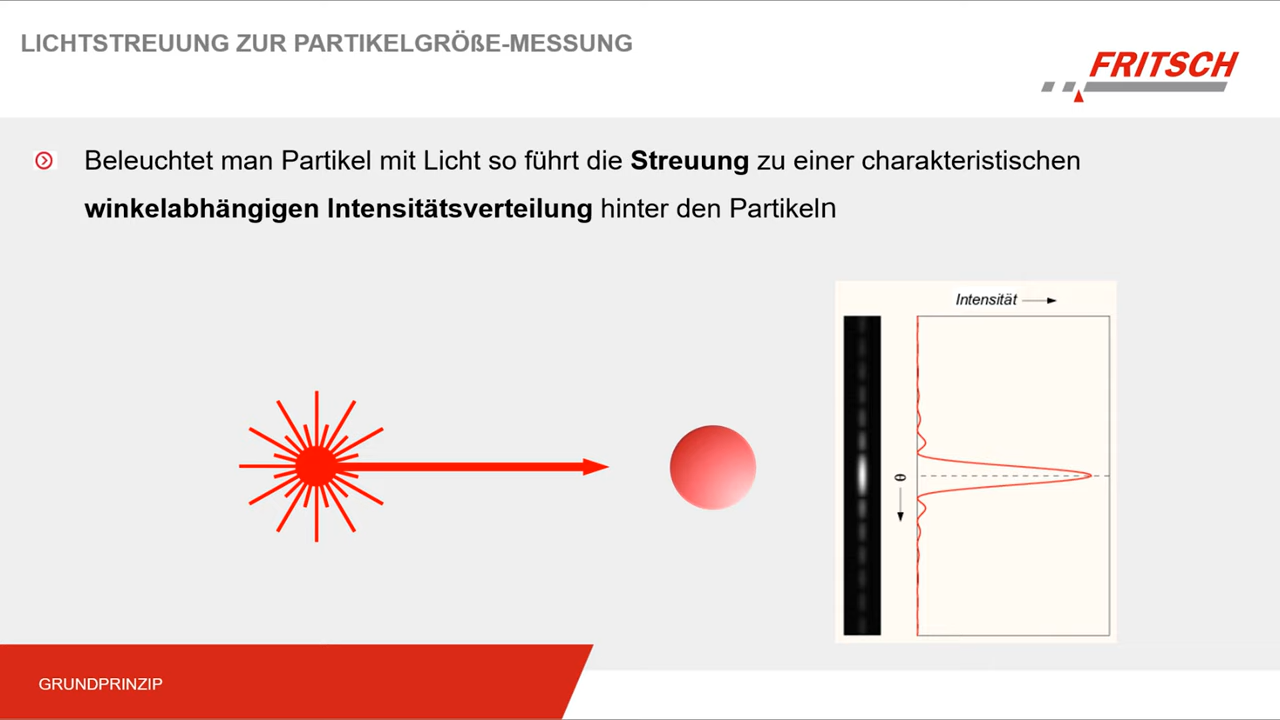 LICHTSTREUUNG ZUR PARTIKELGRÖßE-MESSUNG
FRITSCH
Beleuchtet man Partikel mit Licht so führt die Streuung zu einer charakteristischen
winkelabhängigen Intensitätsverteilung hinter den Partikeln
Intensität
θ
GRUNDPRINZIP